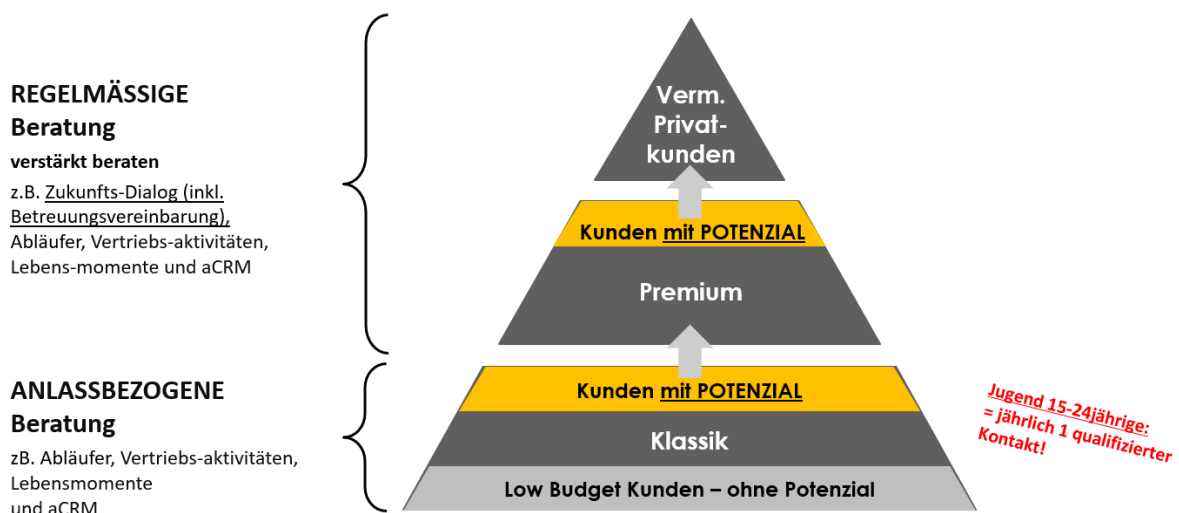 REGELMÄSSIGE
Beratung
verstärkt beraten
z.B. Zukunfts-Dialog (inkl.
Betreuungsvereinbarung),
Abläufer, Vertriebs-aktivitäten,
Lebens-momente und aCRM
ANLASSBEZOGENE
Beratung
zB. Abläufer, Vertriebs-aktivitäten,
Lebensmomente
und aCRM
Verm.
Privat-
kunden
Kunden mit POTENZIAL
Premium
Kunden mit POTENZIAL
Klassik
Low Budget Kunden – ohne Potenzial
Jugend 15-24jährige:
= jährlich 1 qualifizierter
Kontakt!